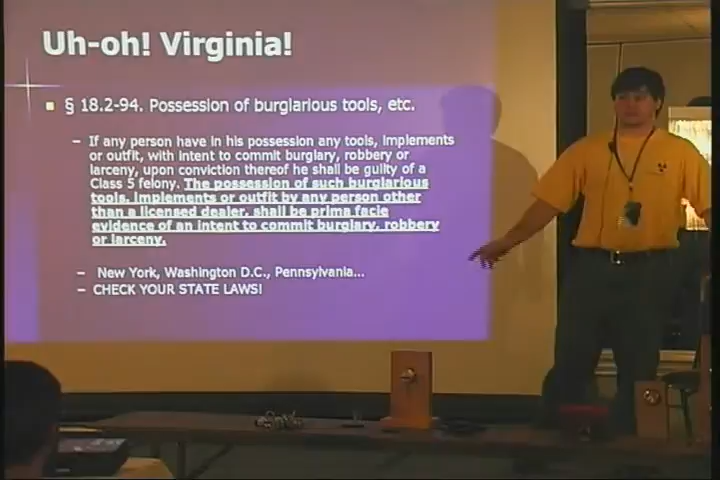 Uh-oh! Virginia!
§ 18.2-94. Possession of burglarious tools, etc.
– If any person have in his possession any tools, implements
or outfit, with intent to commit burglary, robbery or
larceny, upon conviction thereof he shall be guilty of a
Class 5 felony. The possession of such burglarious
tools, implements or outfit by any person other
than a licensed dealer, shall be prima facie
evidence of an intent to commit burglary, robbery
or larceny.
– New York, Washington D.C., Pennsylvania...
– CHECK YOUR STATE LAWS!